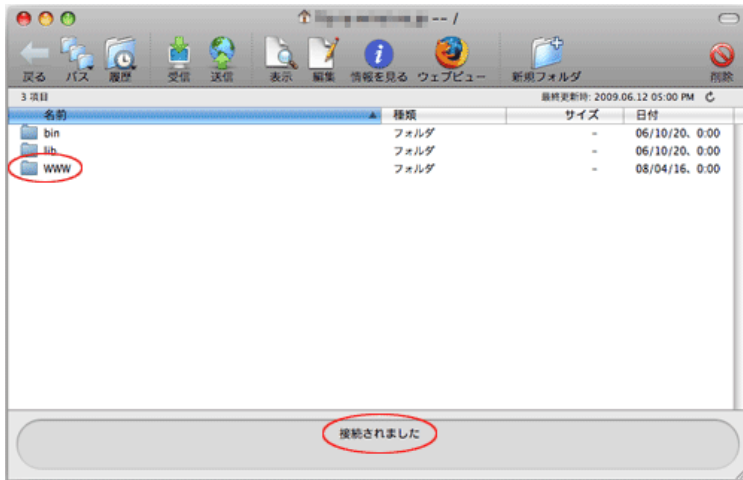 -- /
戻る パス 履歴 受信 送信 表示 編集 情報を見る ウェブビュー 新規フォルダ 削除
3 項目 最終更新時: 2009.06.12 05:00 PM
名前 種類 サイズ 日付
bin フォルダ - 06/10/20, 0:00
lib フォルダ - 06/10/20, 0:00
WWW フォルダ - 08/04/16, 0:00
接続されました